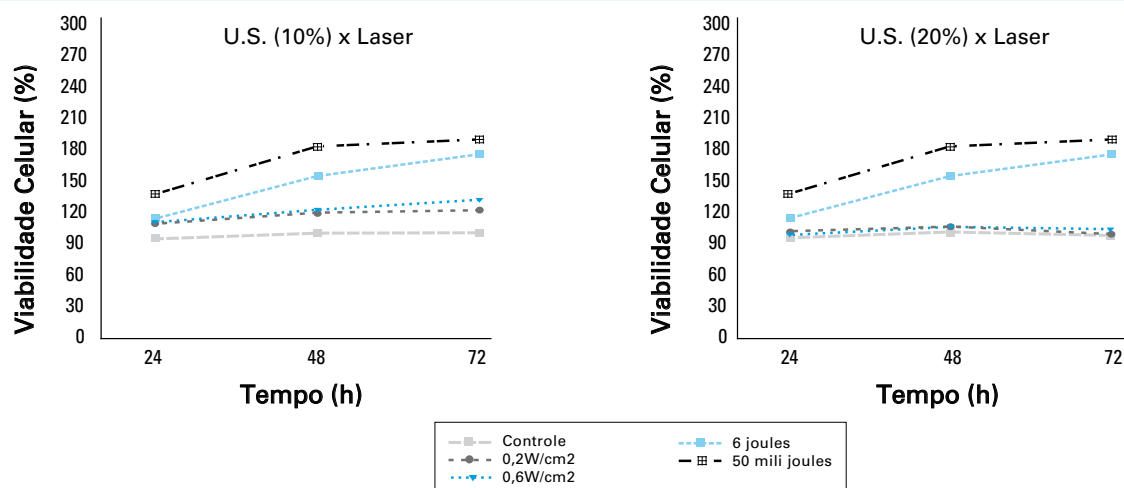 U.S. (10%) x Laser
Viabilidade Celular (%)
300
270
240
210
180
150
120
90
60
30
0
24 48 72
Tempo (h)
U.S. (20%) x Laser
Viabilidade Celular (%)
300
270
240
210
180
150
120
90
60
30
0
24 48 72
Tempo (h)
Controle
0,2W/cm2
0,6W/cm2
6 joules
50 mili joules